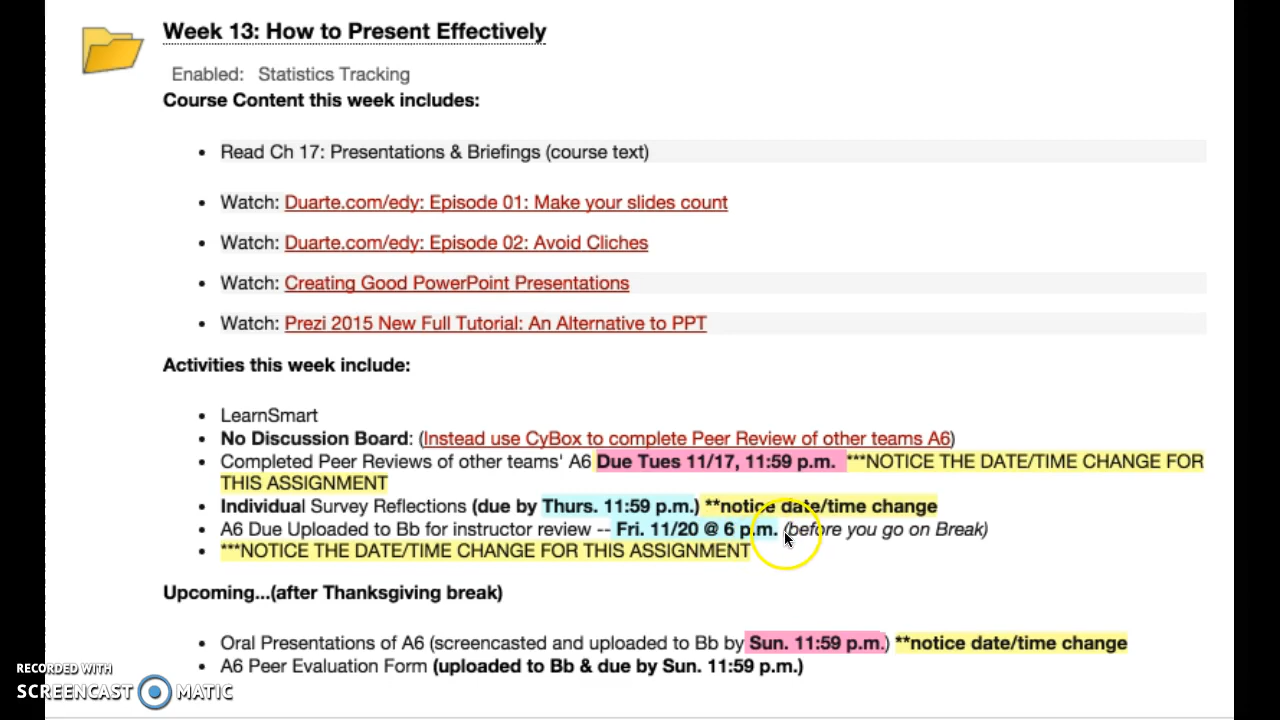 Week 13: How to Present Effectively
Enabled: Statistics Tracking
Course Content this week includes:
• Read Ch 17: Presentations & Briefings (course text)
• Watch: Duarte.com/edy: Episode 01: Make your slides count
• Watch: Duarte.com/edy: Episode 02: Avoid Cliches
• Watch: Creating Good PowerPoint Presentations
• Watch: Prezi 2015 New Full Tutorial: An Alternative to PPT
Activities this week include:
• LearnSmart
• No Discussion Board: (Instead use CyBox to complete Peer Review of other teams A6)
• Completed Peer Reviews of other teams' A6 Due Tues 11/17, 11:59 p.m. ***NOTICE THE DATE/TIME CHANGE FOR
THIS ASSIGNMENT
• Individual Survey Reflections (due by Thurs. 11:59 p.m.) **notice date/time change
• A6 Due Uploaded to Bb for instructor review -- Fri. 11/20 @ 6 p.m. (before you go on Break)
• ***NOTICE THE DATE/TIME CHANGE FOR THIS ASSIGNMENT
Upcoming...(after Thanksgiving break)
• Oral Presentations of A6 (screencasted and uploaded to Bb by Sun. 11:59 p.m.) **notice date/time change
• A6 Peer Evaluation Form (uploaded to Bb & due by Sun. 11:59 p.m.)
RECORDED WITH
SCREENCAST MATIC